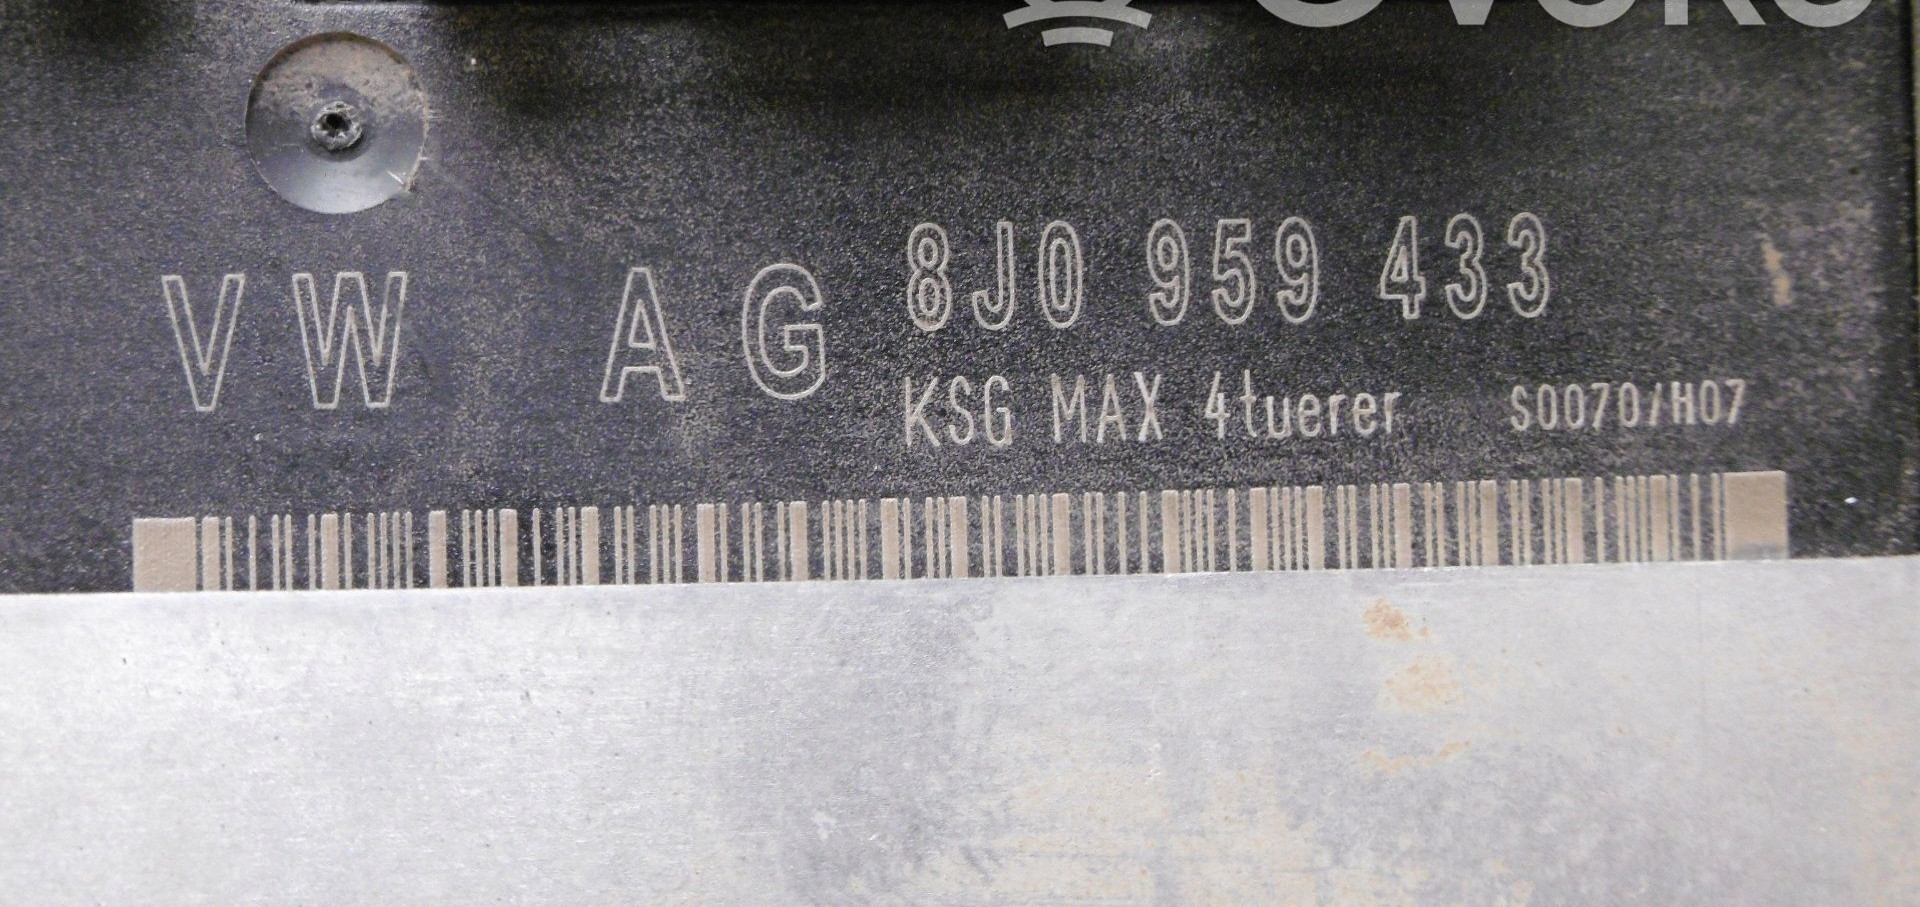 VW AG 8J0 959 433
KSG MAX 4tuerer S0070/H07